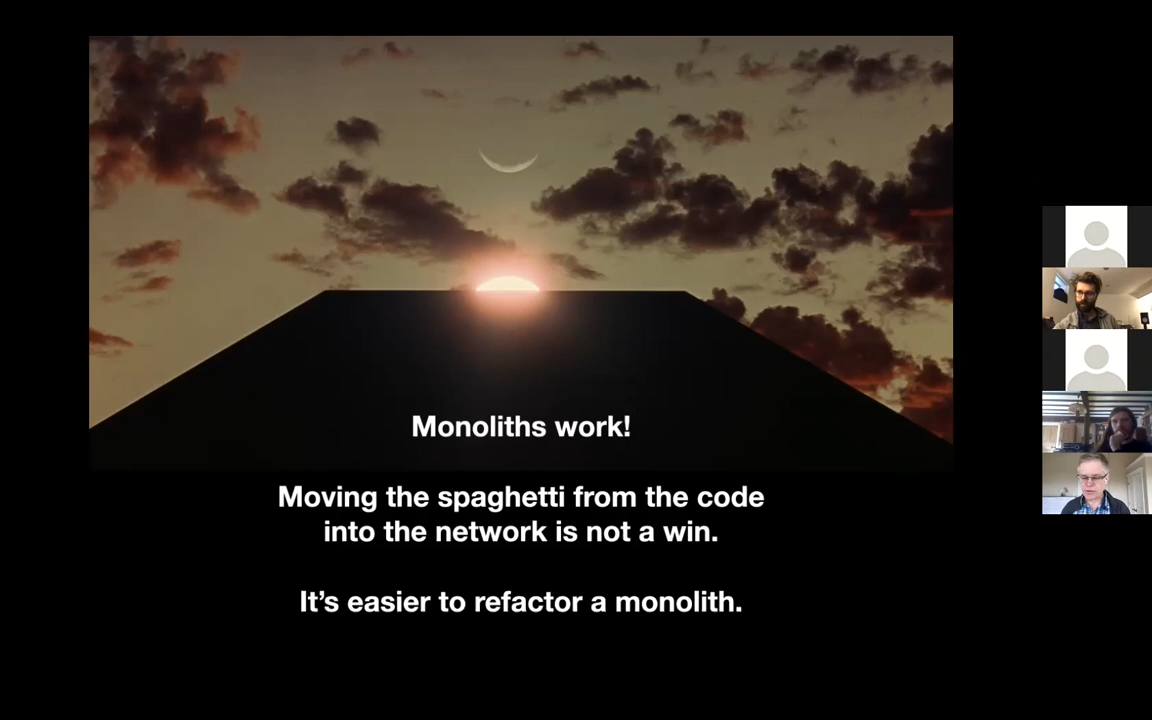 Monoliths work!
Moving the spaghetti from the code
into the network is not a win.
It’s easier to refactor a monolith.